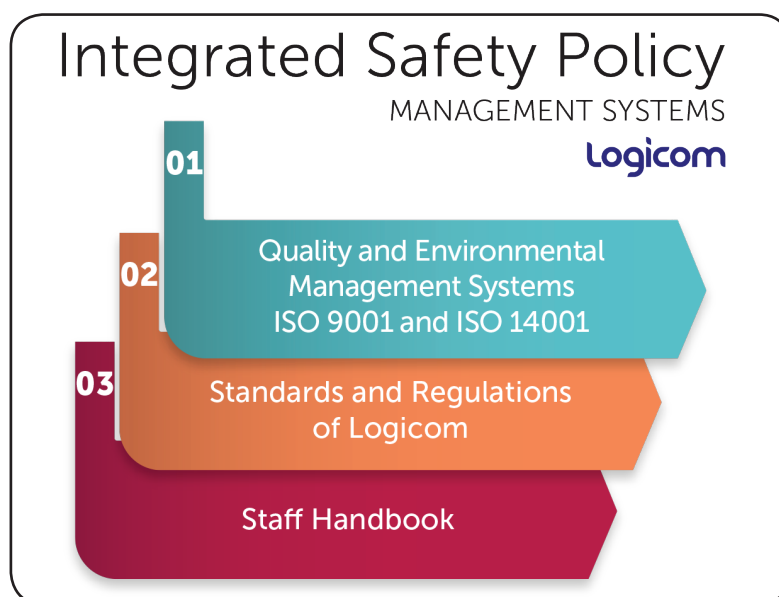 Integrated Safety Policy
MANAGEMENT SYSTEMS
Logicom
01
Quality and Environmental
Management Systems
ISO 9001 and ISO 14001
02
Standards and Regulations
of Logicom
03
Staff Handbook